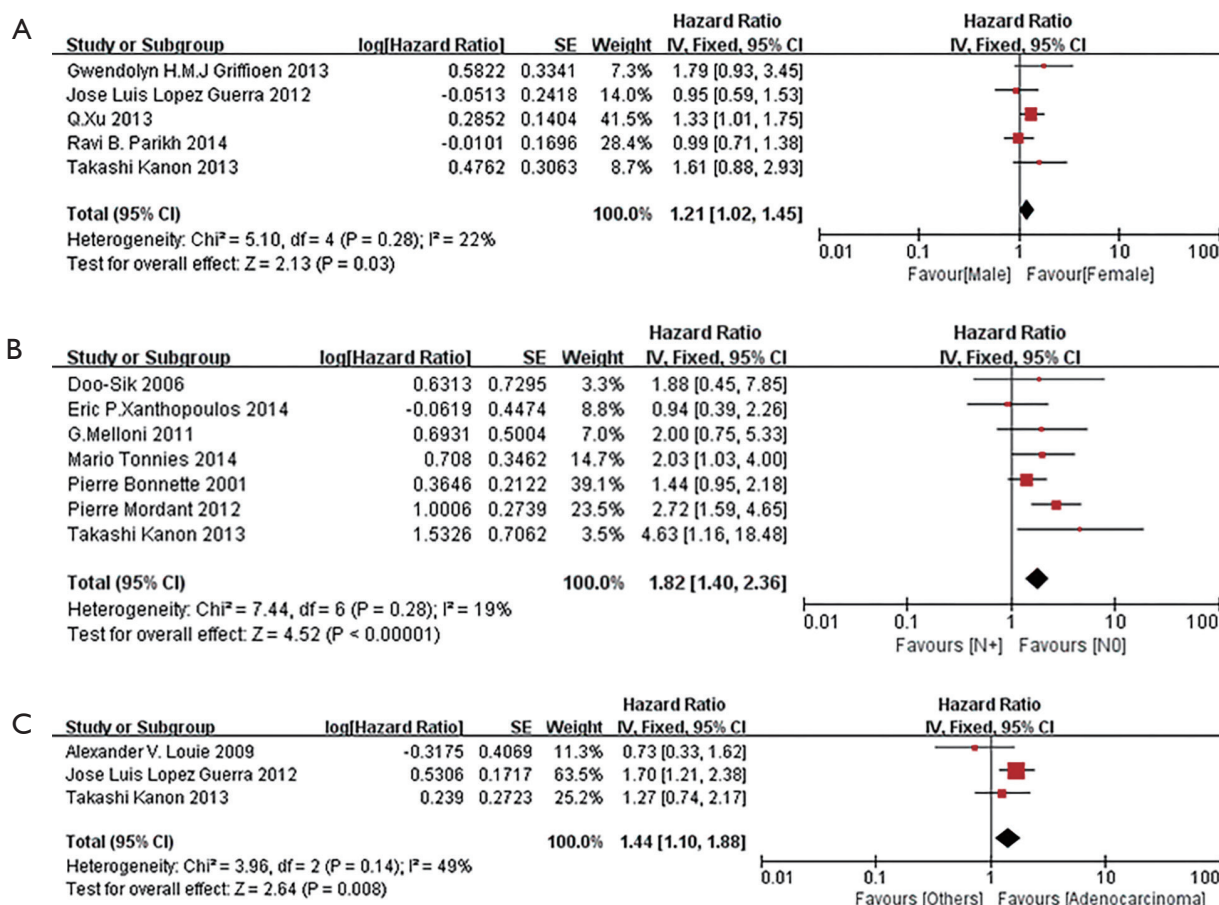 A
Hazard Ratio Hazard Ratio
Study or Subgroup log[Hazard Ratio] SE Weight IV, Fixed, 95% CI IV, Fixed, 95% CI
Gwendolyn H.M.J Griffioen 2013 0.5822 0.3341 7.3% 1.79 [0.93, 3.45]
Jose Luis Lopez Guerra 2012 -0.0513 0.2418 14.0% 0.95 [0.59, 1.53]
Q.Xu 2013 0.2852 0.1404 41.5% 1.33 [1.01, 1.75]
Ravi B. Parikh 2014 -0.0101 0.1696 28.4% 0.99 [0.71, 1.38]
Takashi Kanon 2013 0.4762 0.3063 8.7% 1.61 [0.88, 2.93]
Total (95% CI) 100.0% 1.21 [1.02, 1.45]
Heterogeneity: Chi² = 5.10, df = 4 (P = 0.28); I² = 22%
Test for overall effect: Z = 2.13 (P = 0.03)
0.01 0.1 1 10 100
Favour[Male] Favour[Female]
B
Hazard Ratio Hazard Ratio
Study or Subgroup log[Hazard Ratio] SE Weight IV, Fixed, 95% CI IV, Fixed, 95% CI
Doo-Sik 2006 0.6313 0.7295 3.3% 1.88 [0.45, 7.85]
Eric P.Xanthopoulos 2014 -0.0619 0.4474 8.8% 0.94 [0.39, 2.26]
G.Melloni 2011 0.6931 0.5004 7.0% 2.00 [0.75, 5.33]
Mario Tonnies 2014 0.708 0.3462 14.7% 2.03 [1.03, 4.00]
Pierre Bonnette 2001 0.3646 0.2122 39.1% 1.44 [0.95, 2.18]
Pierre Mordant 2012 1.0006 0.2739 23.5% 2.72 [1.59, 4.65]
Takashi Kanon 2013 1.5326 0.7062 3.5% 4.63 [1.16, 18.48]
Total (95% CI) 100.0% 1.82 [1.40, 2.36]
Heterogeneity: Chi² = 7.44, df = 6 (P = 0.28); I² = 19%
Test for overall effect: Z = 4.52 (P < 0.00001)
0.01 0.1 1 10 100
Favours [N+] Favours [N0]
C
Hazard Ratio Hazard Ratio
Study or Subgroup log[Hazard Ratio] SE Weight IV, Fixed, 95% CI IV, Fixed, 95% CI
Alexander V. Louie 2009 -0.3175 0.4069 11.3% 0.73 [0.33, 1.62]
Jose Luis Lopez Guerra 2012 0.5306 0.1717 63.5% 1.70 [1.21, 2.38]
Takashi Kanon 2013 0.239 0.2723 25.2% 1.27 [0.74, 2.17]
Total (95% CI) 100.0% 1.44 [1.10, 1.88]
Heterogeneity: Chi² = 3.96, df = 2 (P = 0.14); I² = 49%
Test for overall effect: Z = 2.64 (P = 0.008)
0.01 0.1 1 10 100
Favours [Others] Favours [Adenocarcinoma]